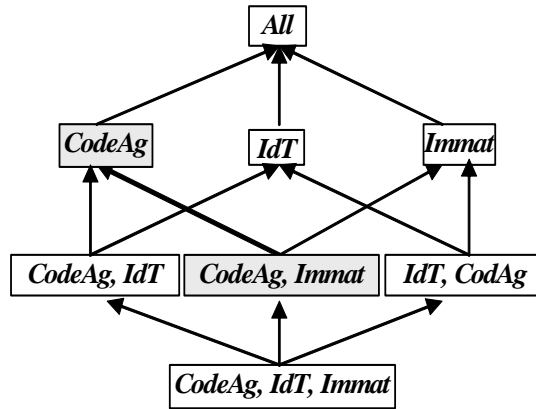 All
CodeAg
IdT
Immat
CodeAg, IdT
CodeAg, Immat
IdT, CodAg
CodeAg, IdT, Immat